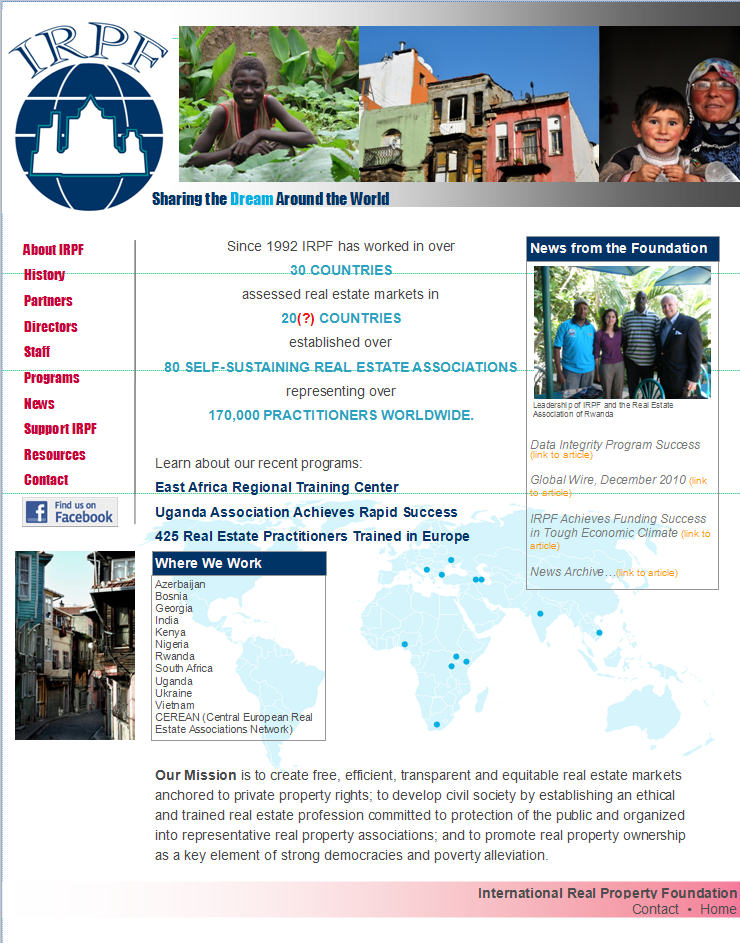 IRPF
Sharing the Dream Around the World
About IRPF
History
Partners
Directors
Staff
Programs
News
Support IRPF
Resources
Contact
Find us on
Facebook
Since 1992 IRPF has worked in over
30 COUNTRIES
assessed real estate markets in
20(?) COUNTRIES
established over
80 SELF-SUSTAINING REAL ESTATE ASSOCIATIONS
representing over
170,000 PRACTITIONERS WORLDWIDE.
Learn about our recent programs:
East Africa Regional Training Center
Uganda Association Achieves Rapid Success
425 Real Estate Practitioners Trained in Europe
News from the Foundation
Leadership of IRPF and the Real Estate
Association of Rwanda
Data Integrity Program Success
(link to article)
Global Wire, December 2010 (link
to article)
IRPF Achieves Funding Success
in Tough Economic Climate (link to
article)
News Archive...(link to article)
Where We Work
Azerbaijan
Bosnia
Georgia
India
Kenya
Nigeria
Rwanda
South Africa
Uganda
Ukraine
Vietnam
CEREAN (Central European Real
Estate Associations Network)
Our Mission is to create free, efficient, transparent and equitable real estate markets
anchored to private property rights; to develop civil society by establishing an ethical
and trained real estate profession committed to protection of the public and organized
into representative real property associations; and to promote real property ownership
as a key element of strong democracies and poverty alleviation.
International Real Property Foundation
Contact • Home